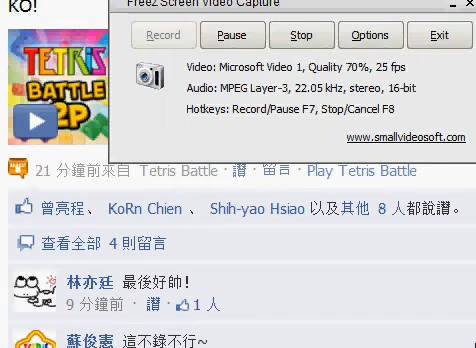 KO!
FreeZ Screen Video Capture
Record
Pause
Stop
Options
Exit
Video: Microsoft Video 1, Quality 70%, 25 fps
Audio: MPEG Layer-3, 22.05 kHz, stereo, 16-bit
Hotkeys: Record/Pause F7, Stop/Cancel F8
www.smallvideosoft.com
TETRIS
BATTLE
2P
21 分鐘前來自 Tetris Battle · 讚 · 留言 · Play Tetris Battle
曾亮程、 KoRn Chien 、 Shih-yao Hsiao 以及其他 8 人都說讚。
查看全部 4 則留言
林亦廷 最後好帥!
9 分鐘前 · 讚 · 1 人
蘇俊憲 這不錄不行~
TETRIS